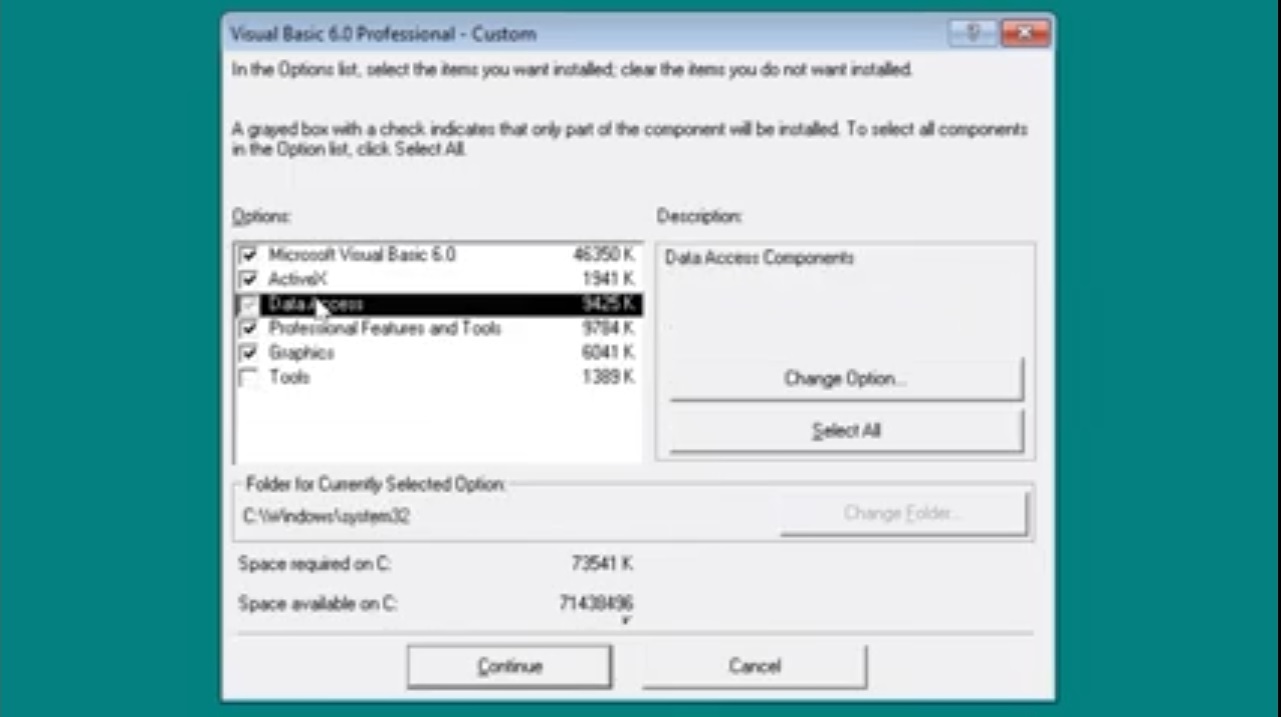 Visual Basic 6.0 Professional - Custom
In the Options list, select the items you want installed; clear the items you do not want installed.
A grayed box with a check indicates that only part of the component will be installed. To select all components
in the Option list, click Select All.
Options:
Description:
Microsoft Visual Basic 6.0 46350 K
ActiveX 1941 K
Data Access 9425 K
Professional Features and Tools 9784 K
Graphics 6041 K
Tools 1389 K
Data Access Components
Change Option...
Select All
Folder for Currently Selected Option:
C:\Windows\system32
Change Folder...
Space required on C: 73541 K
Space available on C: 71438496
K
Continue
Cancel